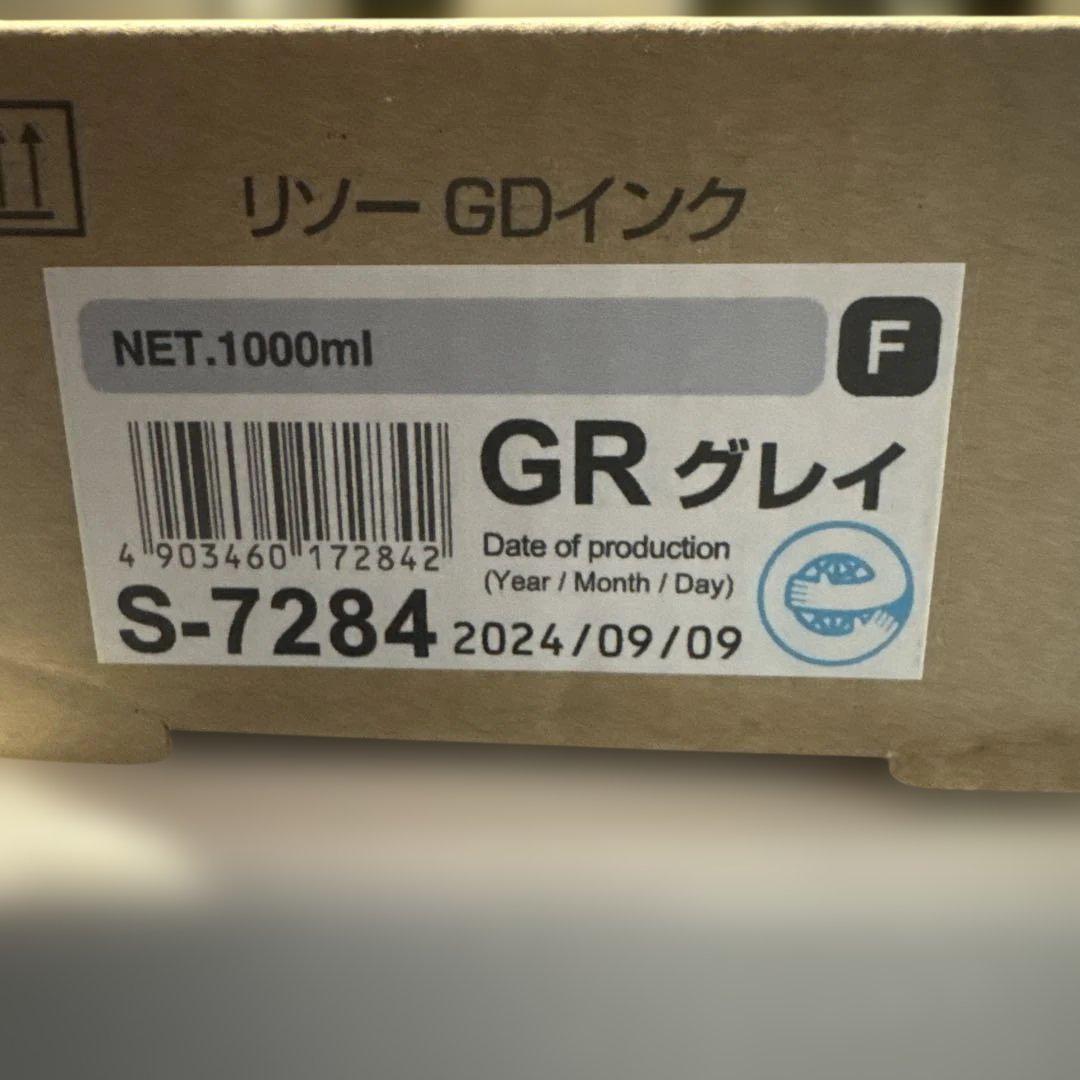 リソー GDインク
NET.1000ml
F
GR グレイ
4 903460 172842
Date of production
(Year / Month / Day)
S-7284 2024/09/09